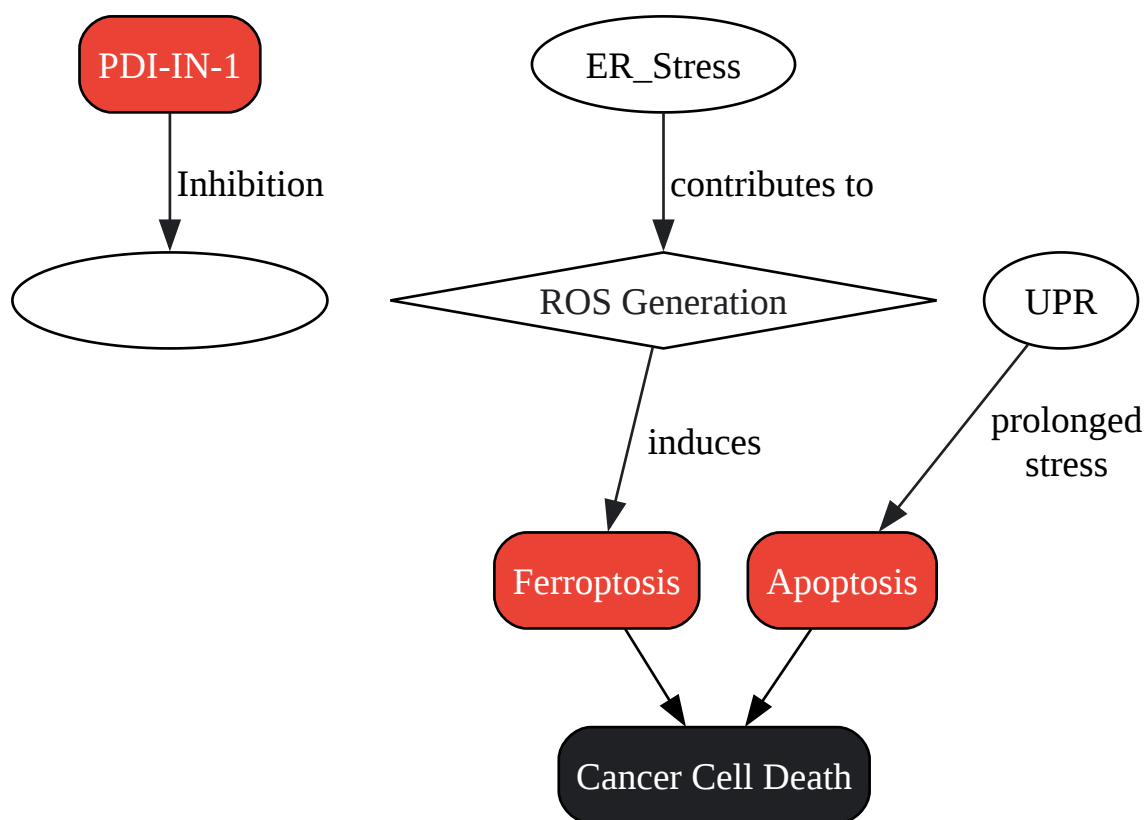 PDI-IN-1
ER_Stress
Inhibition
contributes to
ROS Generation
UPR
induces
prolonged
stress
Ferroptosis
Apoptosis
Cancer Cell Death